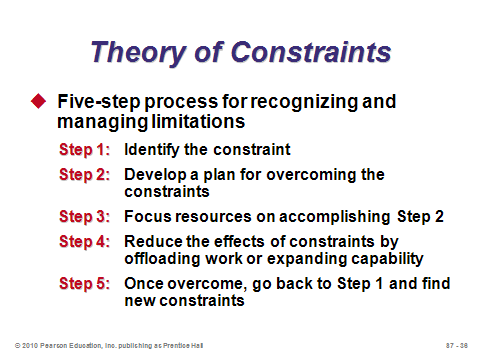 Theory of Constraints
Five-step process for recognizing and
managing limitations
Step 1: Identify the constraint
Step 2: Develop a plan for overcoming the
constraints
Step 3: Focus resources on accomplishing Step 2
Step 4: Reduce the effects of constraints by
offloading work or expanding capability
Step 5: Once overcome, go back to Step 1 and find
new constraints
© 2010 Pearson Education, Inc. publishing as Prentice Hall
S7 - 36